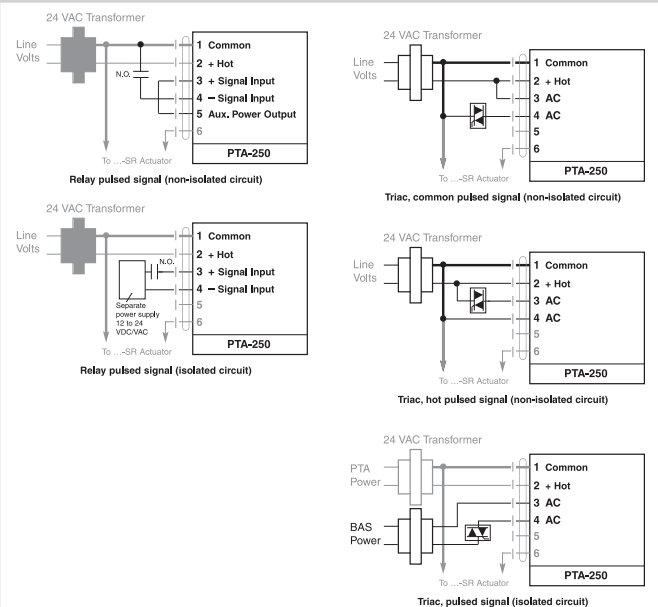 24 VAC Transformer
Line
Volts
N.O.
1 Common
2 + Hot
3 + Signal Input
4 – Signal Input
5 Aux. Power Output
6
PTA-250
To ...-SR Actuator
Relay pulsed signal (non-isolated circuit)
24 VAC Transformer
Line
Volts
N.O.
Separate
power supply
12 to 24
VDC/VAC
1 Common
2 + Hot
3 + Signal Input
4 – Signal Input
5
6
PTA-250
To ...-SR Actuator
Relay pulsed signal (isolated circuit)
24 VAC Transformer
Line
Volts
1 Common
2 + Hot
3 AC
4 AC
5
6
PTA-250
To ...-SR Actuator
Triac, common pulsed signal (non-isolated circuit)
24 VAC Transformer
Line
Volts
1 Common
2 + Hot
3 AC
4 AC
5
6
PTA-250
To ...-SR Actuator
Triac, hot pulsed signal (non-isolated circuit)
24 VAC Transformer
PTA
Power
BAS
Power
1 Common
2 + Hot
3 AC
4 AC
5
6
PTA-250
To ...-SR Actuator
Triac, pulsed signal (isolated circuit)